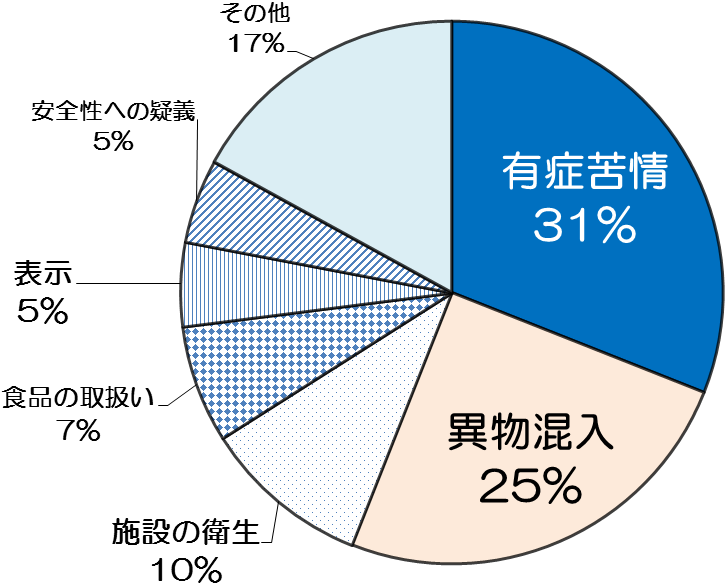 その他
17%
安全性への疑義
5%
有症苦情
31%
表示
5%
食品の取扱い
7%
異物混入
25%
施設の衛生
10%